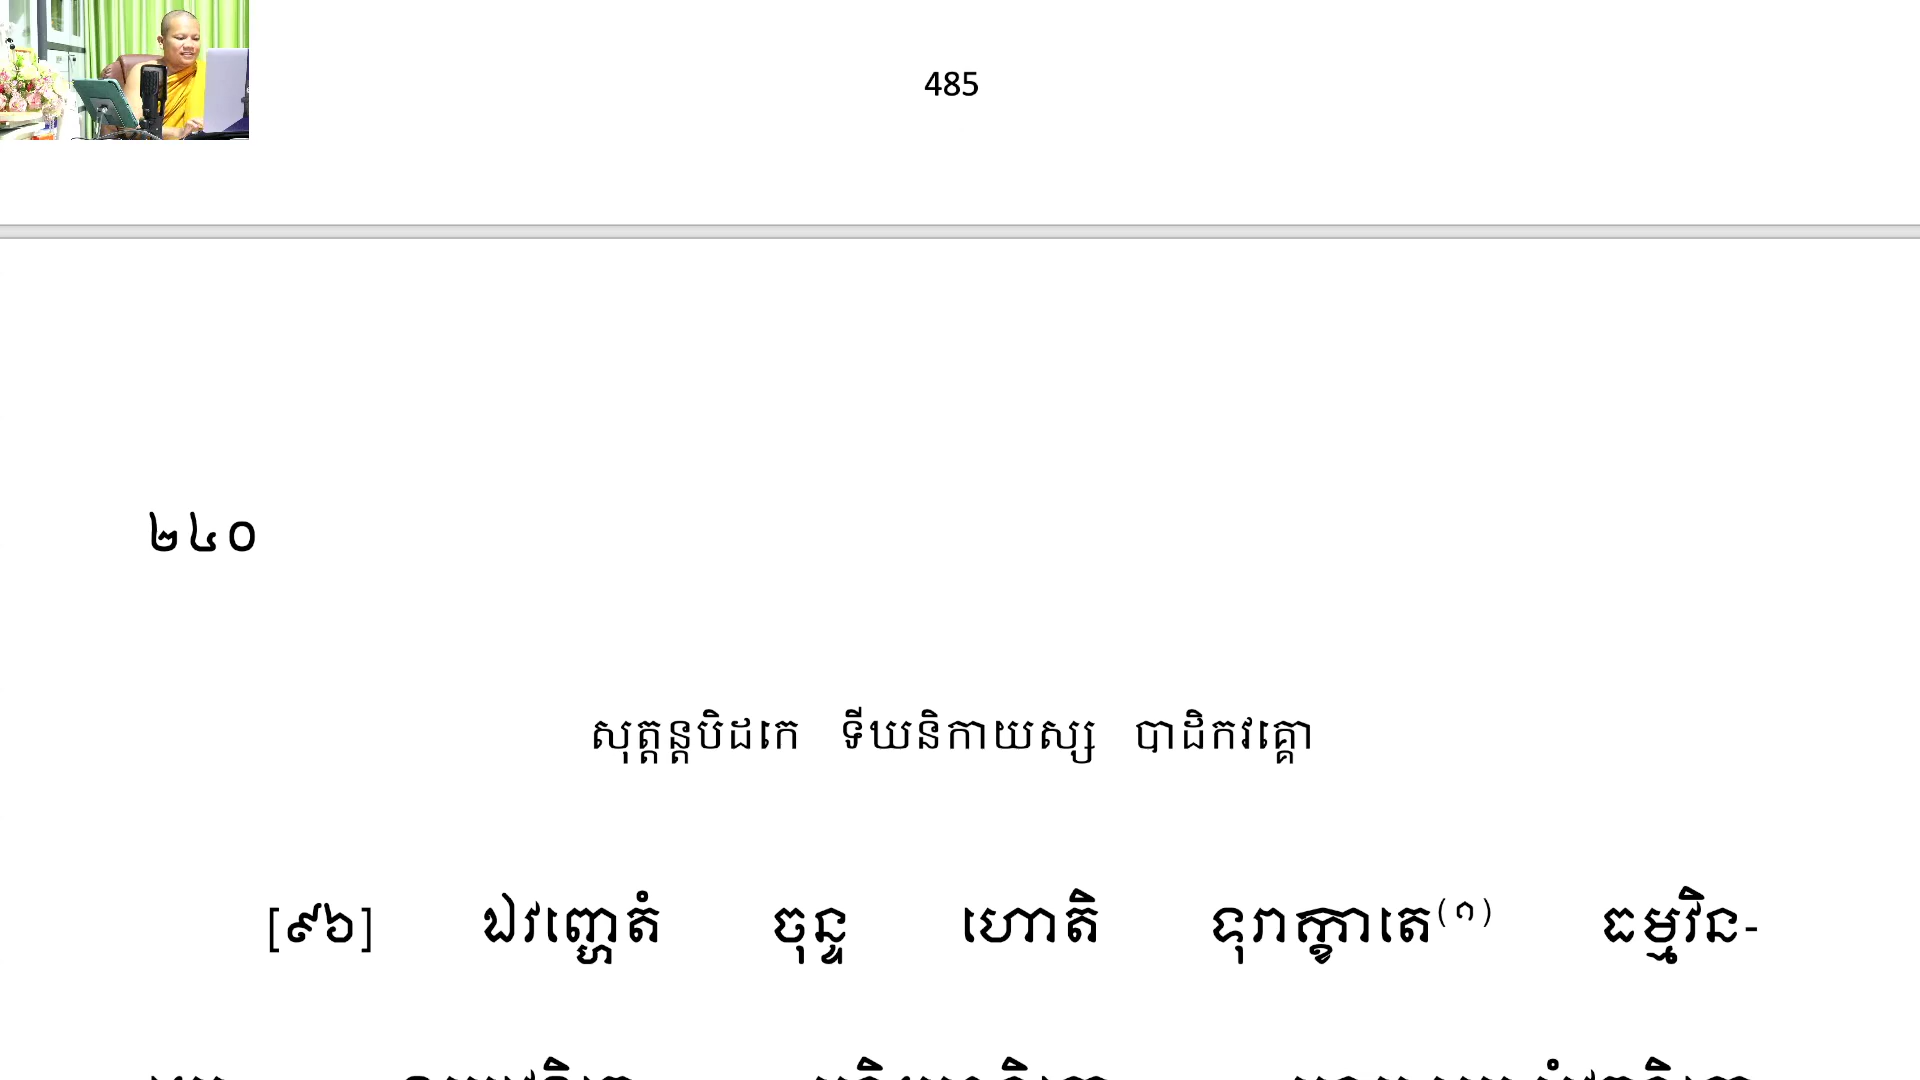 485
២៤០
សុត្តន្តបិដកេ ទីឃនិកាយស្ស បាដិកវគ្គោ
[៩៦] ឯវញ្ហេតំ ចុន្ទ ហោតិ ទុរាក្ខាតេ(១) ធម្មវិន-